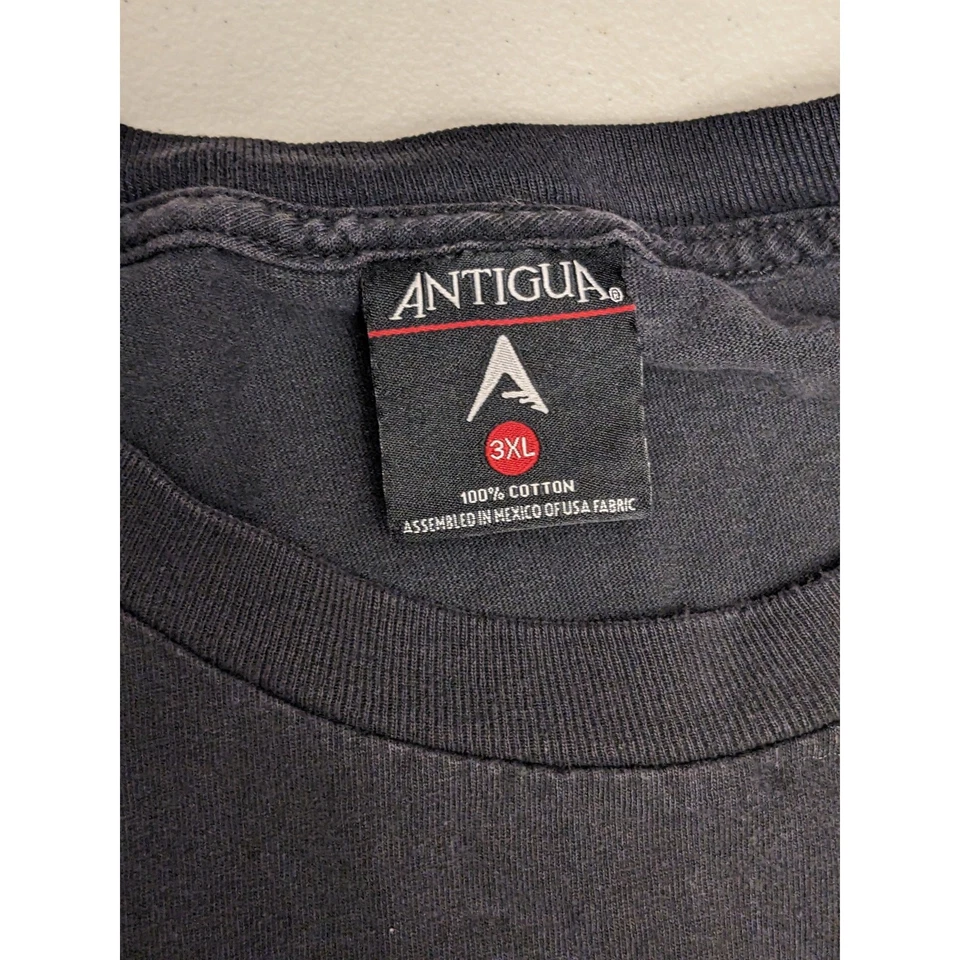 ANTIGUA®
3XL
100% COTTON
ASSEMBLED IN MEXICO OF USA FABRIC